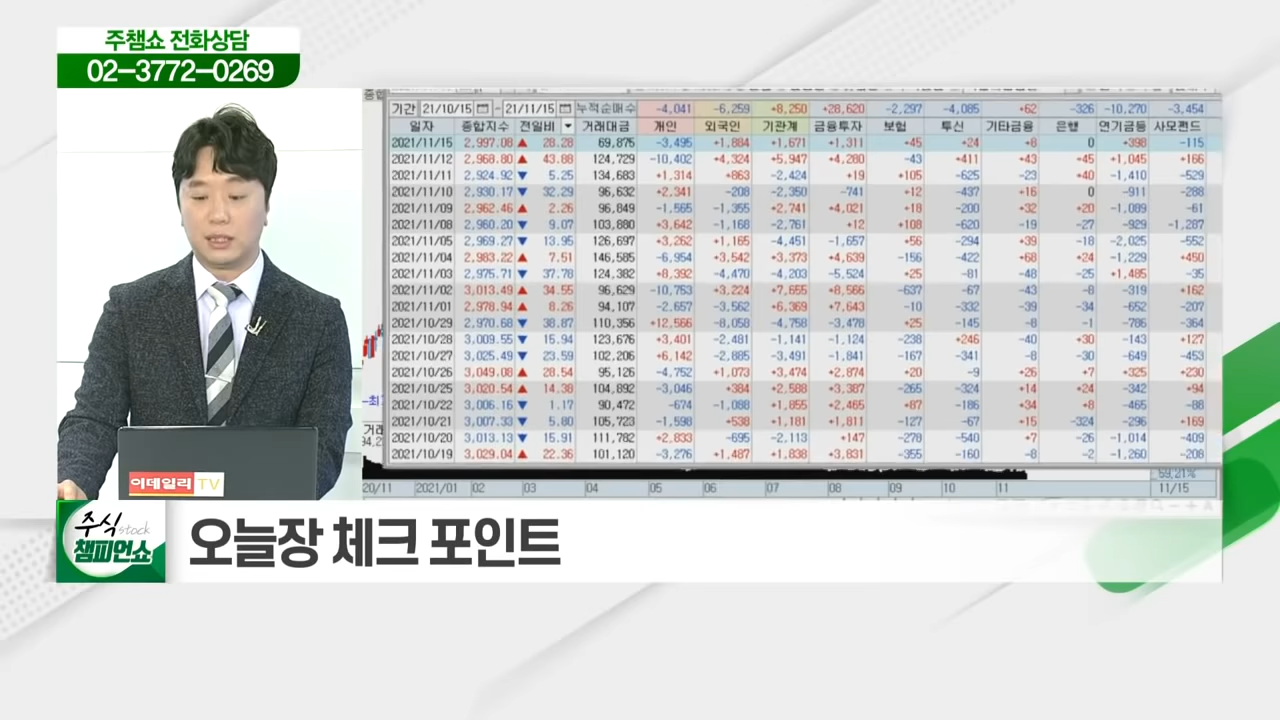 주챔쇼 전화상담
02-3772-0269
기간 21/10/15 - 21/11/15 누적순매수 -4,041 -6,259 +8,250 +28,620 -2,297 -4,085 +62 -326 -10,270 -3,454
일자 종합지수 전일비 거래대금 개인 외국인 기관계 금융투자 보험 투신 기타금융 은행 연기금등 사모펀드
2021/11/15 2,997.08 ▲ 28.28 69,875 -3,495 +1,884 +1,671 +1,311 +45 +24 +8 0 +398 -115
2021/11/12 2,968.80 ▲ 43.88 124,729 -10,402 +4,324 +5,947 +4,280 -43 +411 +43 +45 +1,045 +166
2021/11/11 2,924.92 ▼ 5.25 134,683 +1,314 +863 -2,424 +19 +105 -625 -23 +40 -1,410 -529
2021/11/10 2,930.17 ▼ 32.29 96,632 +2,341 -208 -2,350 -741 +12 -437 +16 0 -911 -288
2021/11/09 2,962.46 ▲ 2.26 96,849 -1,565 -1,355 +2,741 +4,021 +18 -200 +32 +20 -1,089 -61
2021/11/08 2,960.20 ▼ 9.07 103,880 +3,642 -1,168 -2,761 +12 +108 -620 -19 -27 -929 -1,287
2021/11/05 2,969.27 ▼ 13.95 126,697 +3,262 +1,165 -4,451 -1,657 +56 -294 +39 -18 -2,025 -552
2021/11/04 2,983.22 ▲ 7.51 146,585 -6,954 +3,542 +3,373 +4,639 -156 -422 +68 +24 -1,229 +450
2021/11/03 2,975.71 ▼ 37.78 124,382 +8,392 -4,470 -4,203 -5,524 +25 -81 -48 -25 +1,485 -35
2021/11/02 3,013.49 ▲ 34.55 96,629 -10,753 +3,224 +7,655 +8,566 -637 -67 -43 -8 -319 +162
2021/11/01 2,978.94 ▲ 8.26 94,107 -2,657 -3,562 +6,369 +7,643 -10 -332 -39 -34 -652 -207
2021/10/29 2,970.68 ▼ 38.87 110,356 +12,566 -8,058 -4,758 -3,478 +25 -145 -8 -1 -786 -364
2021/10/28 3,009.55 ▼ 15.94 123,676 +3,401 -2,481 -1,141 -1,124 -238 +246 -40 +30 -143 +127
2021/10/27 3,025.49 ▼ 23.59 102,206 +6,142 -2,885 -3,491 -1,841 -167 -341 -8 -30 -649 -453
2021/10/26 3,049.08 ▲ 28.54 95,126 -4,752 +1,073 +3,474 +2,874 +20 -9 +26 +7 +325 +230
2021/10/25 3,020.54 ▲ 14.38 104,892 -3,046 +384 +2,588 +3,387 -265 -324 +14 +24 -342 +94
2021/10/22 3,006.16 ▼ 1.17 90,472 -674 -1,088 +1,855 +2,465 +87 -186 +34 +8 -465 -88
2021/10/21 3,007.33 ▼ 5.80 105,723 -1,598 +538 +1,181 +1,811 -127 -67 +15 -324 -296 +169
2021/10/20 3,013.13 ▼ 15.91 111,782 +2,833 -695 -2,113 +147 -278 -540 +7 -26 -1,014 -409
2021/10/19 3,029.04 ▲ 22.36 101,120 -3,276 +1,487 +1,838 +3,831 -355 -160 -8 -2 -1,260 -208
59,21%
20/11 2021/01 02 03 04 05 06 07 08 09 10 11 11/15
이데일리 TV
주식 stock
챔피언쇼
오늘장 체크 포인트